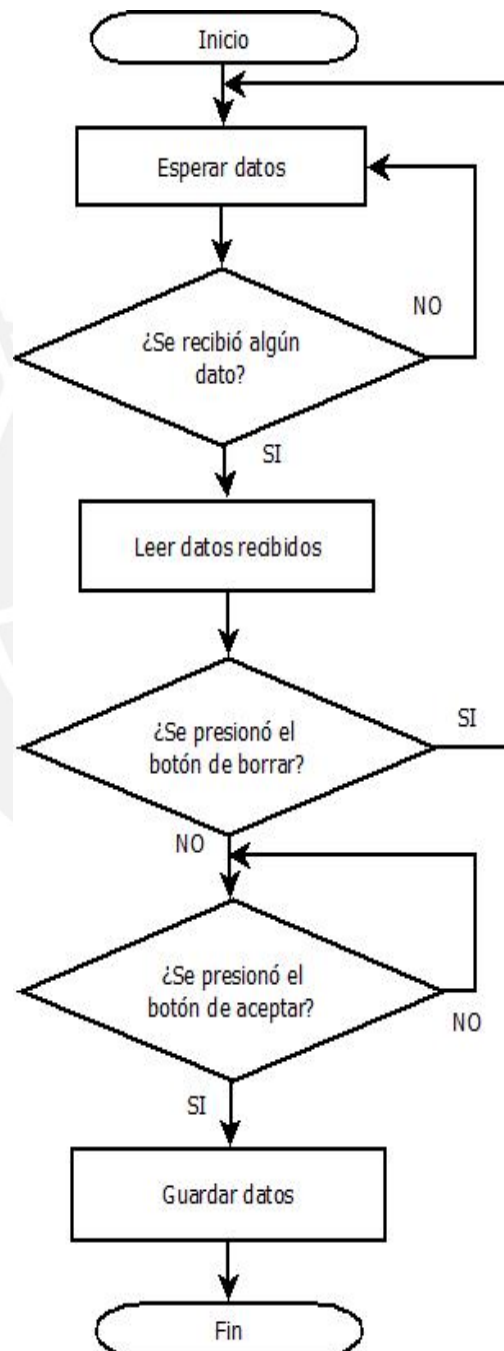 Inicio
Esperar datos
NO
¿Se recibió algún
dato?
SI
Leer datos recibidos
¿Se presionó el
botón de borrar?
SI
NO
¿Se presionó el
botón de aceptar?
NO
SI
Guardar datos
Fin